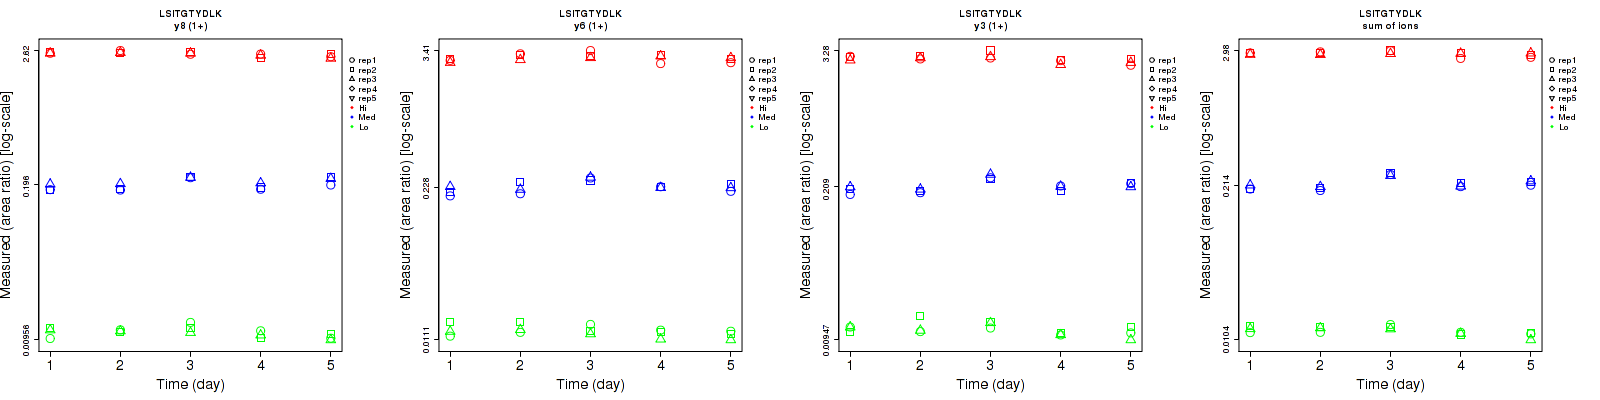 LSITGTYDLK
y8 (1+)
Measured (area ratio) [log-scale]
2.62
0.196
0.00956
1 2 3 4 5
Time (day)
rep1
rep2
rep3
rep4
rep5
Hi
Med
Lo
LSITGTYDLK
y6 (1+)
Measured (area ratio) [log-scale]
3.41
0.228
0.0111
1 2 3 4 5
Time (day)
rep1
rep2
rep3
rep4
rep5
Hi
Med
Lo
LSITGTYDLK
y3 (1+)
Measured (area ratio) [log-scale]
3.28
0.209
0.00947
1 2 3 4 5
Time (day)
rep1
rep2
rep3
rep4
rep5
Hi
Med
Lo
LSITGTYDLK
sum of ions
Measured (area ratio) [log-scale]
2.98
0.214
0.0104
1 2 3 4 5
Time (day)
rep1
rep2
rep3
rep4
rep5
Hi
Med
Lo